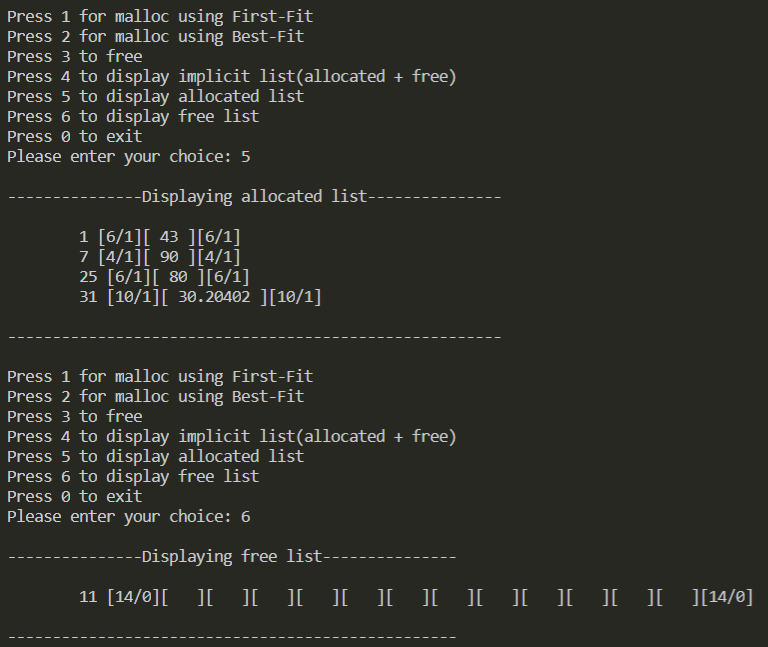 Press 1 for malloc using First-Fit
Press 2 for malloc using Best-Fit
Press 3 to free
Press 4 to display implicit list(allocated + free)
Press 5 to display allocated list
Press 6 to display free list
Press 0 to exit
Please enter your choice: 5
---------------Displaying allocated list---------------
1 [6/1][ 43 ][6/1]
7 [4/1][ 90 ][4/1]
25 [6/1][ 80 ][6/1]
31 [10/1][ 30.20402 ][10/1]
-------------------------------------------------------
Press 1 for malloc using First-Fit
Press 2 for malloc using Best-Fit
Press 3 to free
Press 4 to display implicit list(allocated + free)
Press 5 to display allocated list
Press 6 to display free list
Press 0 to exit
Please enter your choice: 6
---------------Displaying free list---------------
11 [14/0][   ][   ][   ][   ][   ][   ][   ][   ][   ][   ][   ][   ][14/0]
--------------------------------------------------